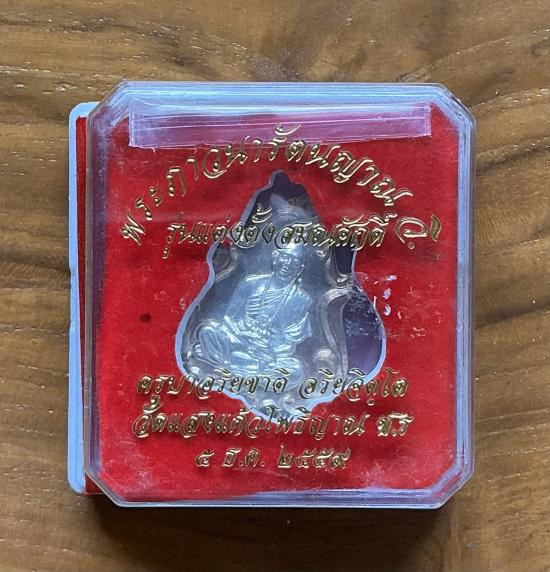 พระภาวนารัตนญาณ วิ.
รุ่นแต่งตั้งสมณศักดิ์
ครูบาอริยชาติ อริยจิตฺโต
วัดแสงแก้วโพธิญาณ ช.ร
๕ ธ.ค. ๒๕๕๙